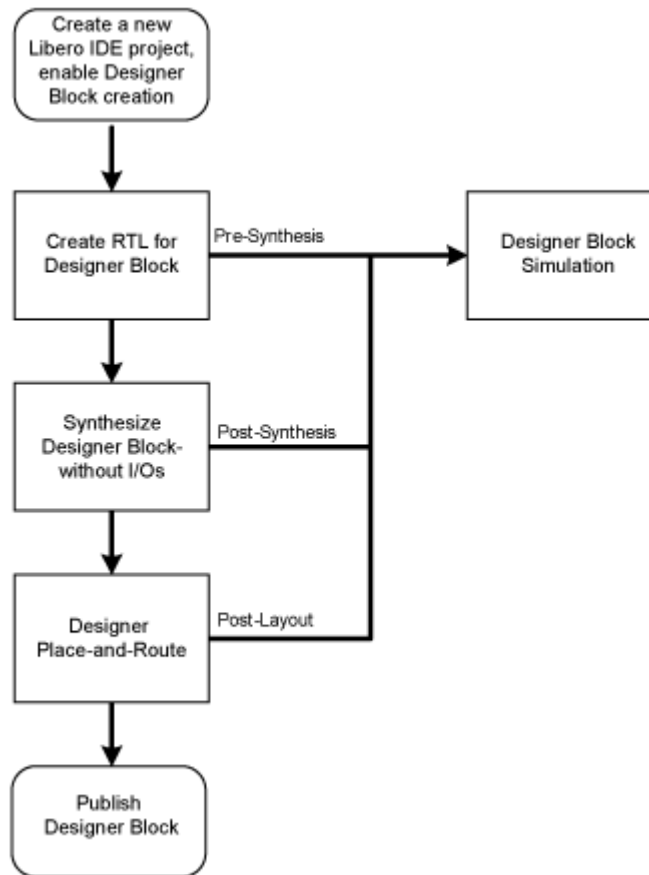 Create a new
Libero IDE project,
enable Designer
Block creation
Create RTL for
Designer Block
Pre-Synthesis
Designer Block
Simulation
Synthesize
Designer Block-
without I/Os
Post-Synthesis
Designer
Place-and-Route
Post-Layout
Publish
Designer Block